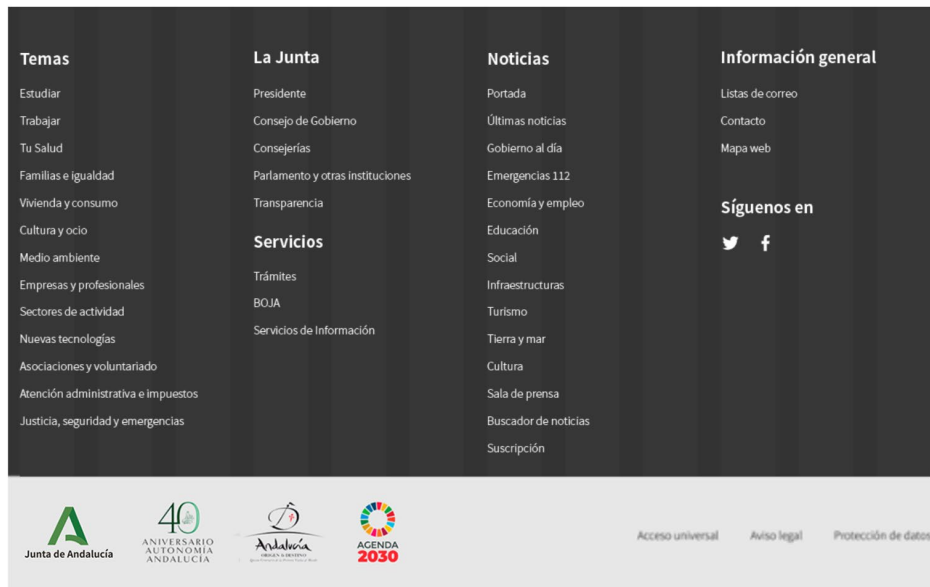 Temas
Estudiar
Trabajar
Tu Salud
Familias e igualdad
Vivienda y consumo
Cultura y ocio
Medio ambiente
Empresas y profesionales
Sectores de actividad
Nuevas tecnologías
Asociaciones y voluntariado
Atención administrativa e impuestos
Justicia, seguridad y emergencias
La Junta
Presidente
Consejo de Gobierno
Consejerías
Parlamento y otras instituciones
Transparencia
Servicios
Trámites
BOJA
Servicios de Información
Noticias
Portada
Últimas noticias
Gobierno al día
Emergencias 112
Economía y empleo
Educación
Social
Infraestructuras
Turismo
Tierra y mar
Cultura
Sala de prensa
Buscador de noticias
Suscripción
Información general
Listas de correo
Contacto
Mapa web
Síguenos en
Junta de Andalucía
40
ANIVERSARIO
AUTONOMÍA
ANDALUCÍA
Andalucía
ORIGEN & DESTINO
AGENDA
2030
Acceso universal
Aviso legal
Protección de datos